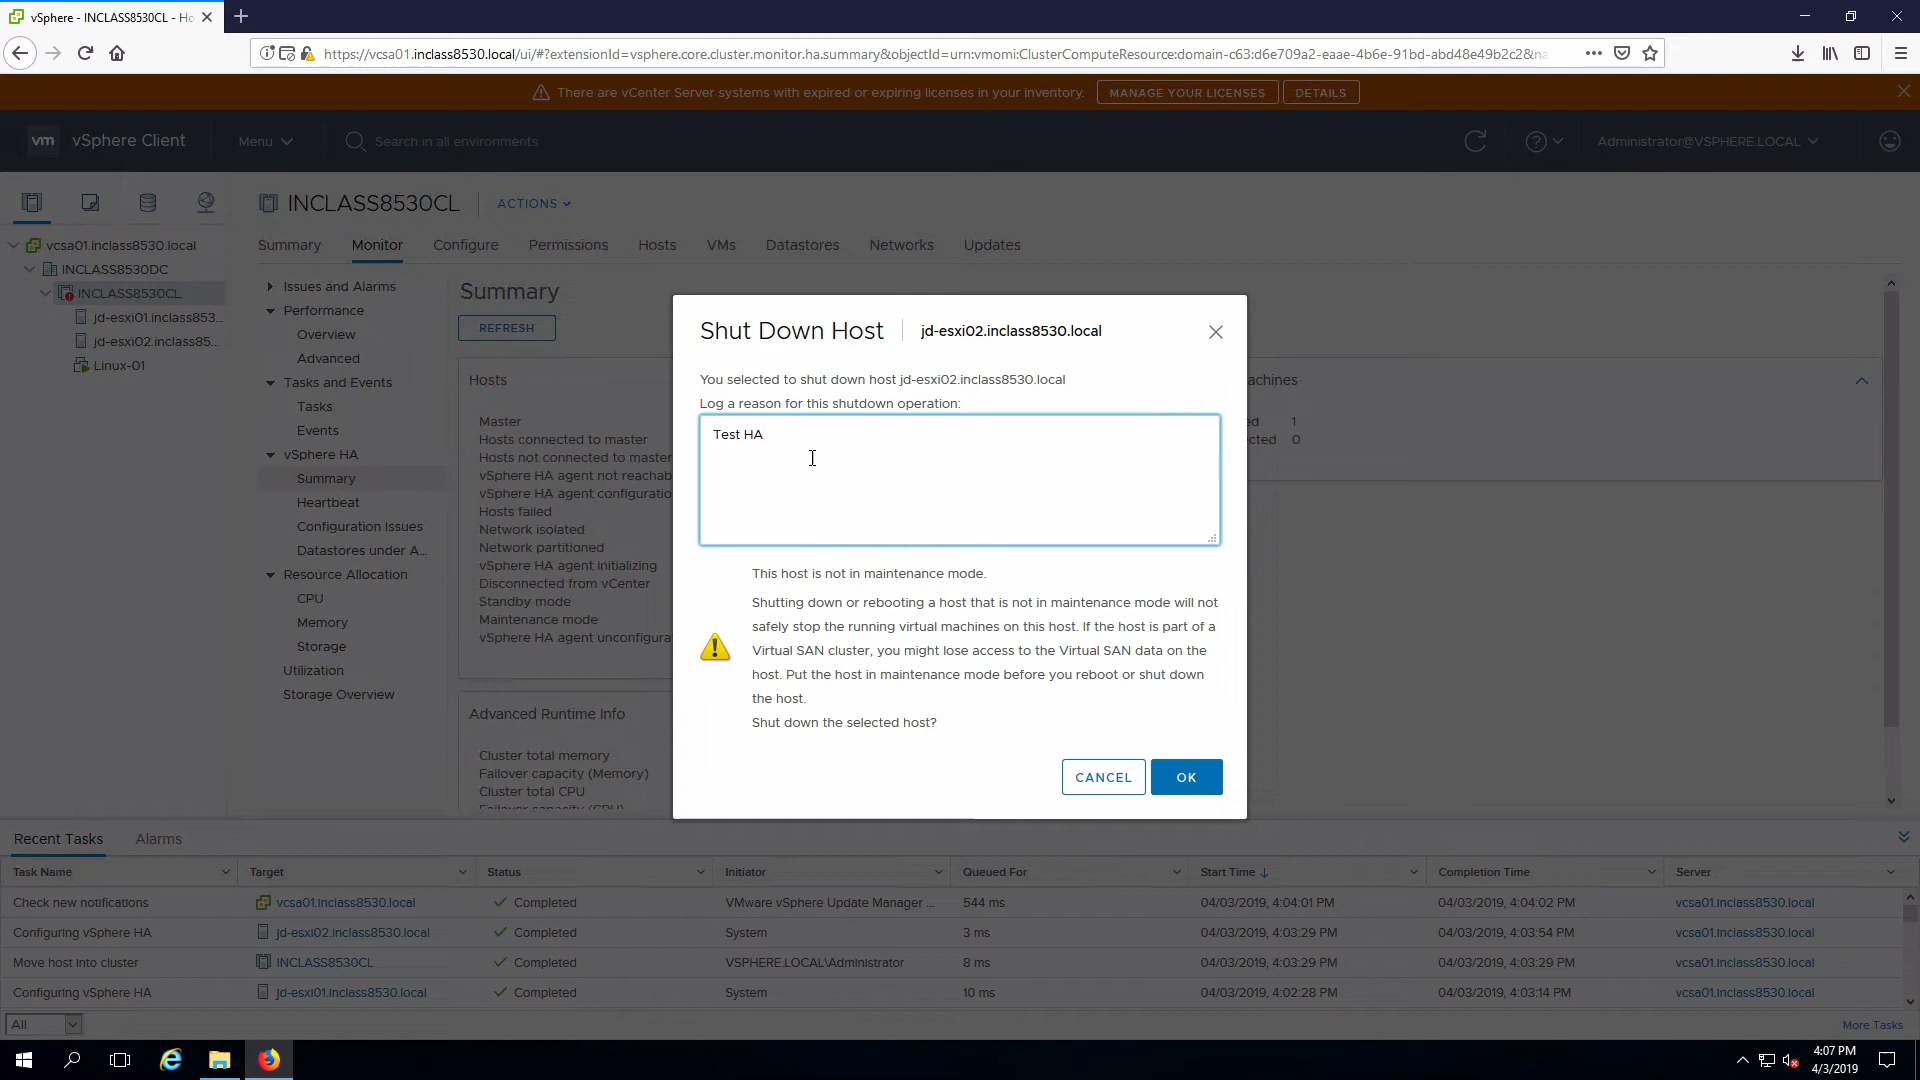 vSphere - INCLASS8530CL - Ho
https://vcsa01.inclass8530.local/ui/#?extensionId=vsphere.core.cluster.monitor.ha.summary&objectId=urn:vmomi:ClusterComputeResource:domain-c63:d6e709a2-eaae-4b6e-91bd-abd48e49b2c2&na
There are vCenter Server systems with expired or expiring licenses in your inventory.
MANAGE YOUR LICENSES
DETAILS
vm vSphere Client
Menu
Search in all environments
Administrator@VSPHERE.LOCAL
INCLASS8530CL
ACTIONS
Summary Monitor Configure Permissions Hosts VMs Datastores Networks Updates
vcsa01.inclass8530.local
INCLASS8530DC
INCLASS8530CL
jd-esxi01.inclass853...
jd-esxi02.inclass85...
Linux-01
Issues and Alarms
Performance
Overview
Advanced
Tasks and Events
Tasks
Events
vSphere HA
Summary
Heartbeat
Configuration Issues
Datastores under A...
Resource Allocation
CPU
Memory
Storage
Utilization
Storage Overview
Summary
REFRESH
Hosts
Master
Hosts connected to master
Hosts not connected to master
vSphere HA agent not reachab
vSphere HA agent configuratio
Hosts failed
Network isolated
Network partitioned
vSphere HA agent initializing
Disconnected from vCenter
Standby mode
Maintenance mode
vSphere HA agent unconfigura
Advanced Runtime Info
Cluster total memory
Failover capacity (Memory)
Cluster total CPU
Failover capacity (CPU)
achines
ed 1
cted 0
Shut Down Host
jd-esxi02.inclass8530.local
You selected to shut down host jd-esxi02.inclass8530.local
Log a reason for this shutdown operation:
Test HA
This host is not in maintenance mode.
Shutting down or rebooting a host that is not in maintenance mode will not
safely stop the running virtual machines on this host. If the host is part of a
Virtual SAN cluster, you might lose access to the Virtual SAN data on the
host. Put the host in maintenance mode before you reboot or shut down
the host.
Shut down the selected host?
CANCEL
OK
Recent Tasks Alarms
Task Name Target Status Initiator Queued For Start Time Completion Time Server
Check new notifications vcsa01.inclass8530.local Completed VMware vSphere Update Manager ... 544 ms 04/03/2019, 4:04:01 PM 04/03/2019, 4:04:02 PM vcsa01.inclass8530.local
Configuring vSphere HA jd-esxi02.inclass8530.local Completed System 3 ms 04/03/2019, 4:03:29 PM 04/03/2019, 4:03:54 PM vcsa01.inclass8530.local
Move host into cluster INCLASS8530CL Completed VSPHERE.LOCAL\Administrator 8 ms 04/03/2019, 4:03:29 PM 04/03/2019, 4:03:29 PM vcsa01.inclass8530.local
Configuring vSphere HA jd-esxi01.inclass8530.local Completed System 10 ms 04/03/2019, 4:02:28 PM 04/03/2019, 4:03:14 PM vcsa01.inclass8530.local
All
More Tasks
4:07 PM
4/3/2019